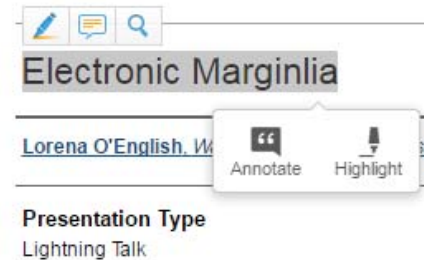 Electronic Marginlia
Lorena O'English,
Annotate Highlight
Presentation Type
Lightning Talk